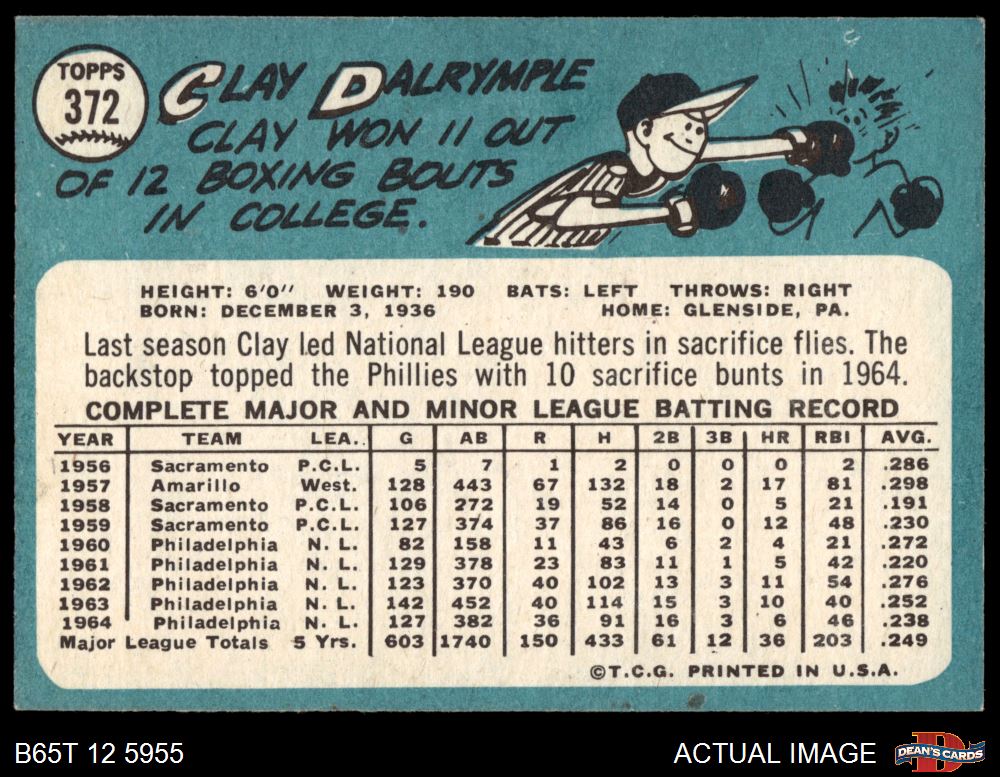 TOPPS
372
CLAY DALRYMPLE
CLAY WON 11 OUT
OF 12 BOXING BOUTS
IN COLLEGE.
HEIGHT: 6'0" WEIGHT: 190 BATS: LEFT THROWS: RIGHT
BORN: DECEMBER 3, 1936 HOME: GLENSIDE, PA.
Last season Clay led National League hitters in sacrifice flies. The
backstop topped the Phillies with 10 sacrifice bunts in 1964.
COMPLETE MAJOR AND MINOR LEAGUE BATTING RECORD
YEAR TEAM LEA. G AB R H 2B 3B HR RBI AVG.
1956 Sacramento P.C.L. 5 7 1 2 0 0 0 2 .286
1957 Amarillo West. 128 443 67 132 18 2 17 81 .298
1958 Sacramento P.C.L. 106 272 19 52 14 0 5 21 .191
1959 Sacramento P.C.L. 127 374 37 86 16 0 12 48 .230
1960 Philadelphia N. L. 82 158 11 43 6 2 4 21 .272
1961 Philadelphia N. L. 129 378 23 83 11 1 5 42 .220
1962 Philadelphia N. L. 123 370 40 102 13 3 11 54 .276
1963 Philadelphia N. L. 142 452 40 114 15 3 10 40 .252
1964 Philadelphia N. L. 127 382 36 91 16 3 6 46 .238
Major League Totals 5 Yrs. 603 1740 150 433 61 12 36 203 .249
©T.C.G. PRINTED IN U.S.A.
B65T 12 5955 ACTUAL IMAGE DEAN'S CARDS